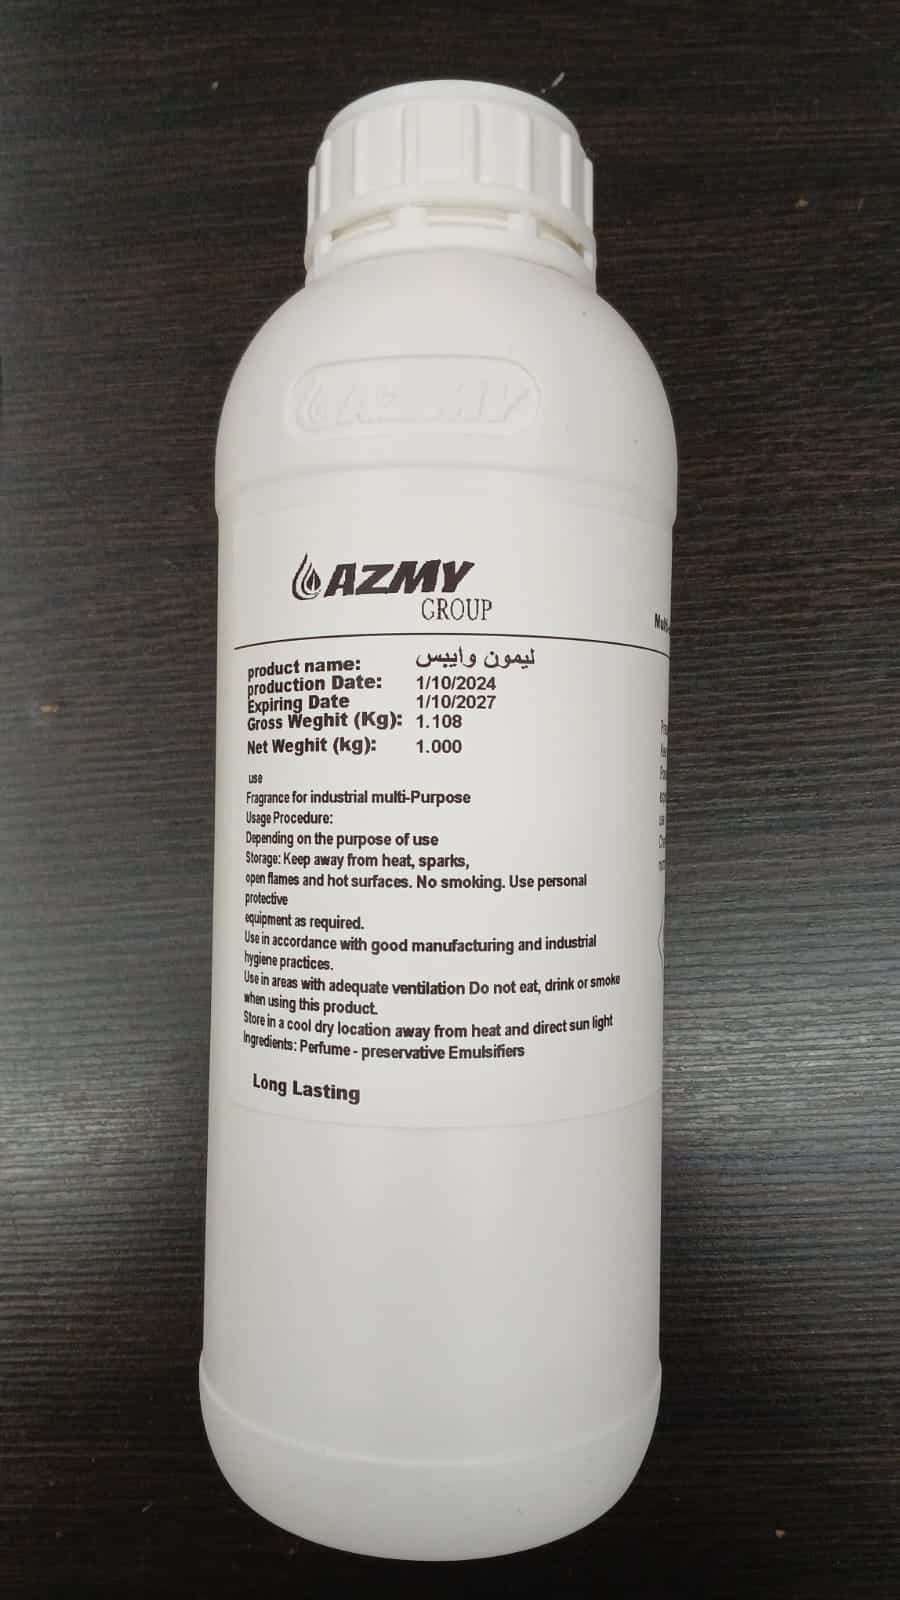 AZMY
AZMY
GROUP
product name: ليمون وايبس
production Date: 1/10/2024
Expiring Date 1/10/2027
Gross Weghit (Kg): 1.108
Net Weghit (kg): 1.000
use
Fragrance for industrial multi-Purpose
Usage Procedure:
Depending on the purpose of use
Storage: Keep away from heat, sparks,
open flames and hot surfaces. No smoking. Use personal
protective
equipment as required.
Use in accordance with good manufacturing and industrial
hygiene practices.
Use in areas with adequate ventilation Do not eat, drink or smoke
when using this product.
Store in a cool dry location away from heat and direct sun light
Ingredients: Perfume - preservative Emulsifiers
Long Lasting